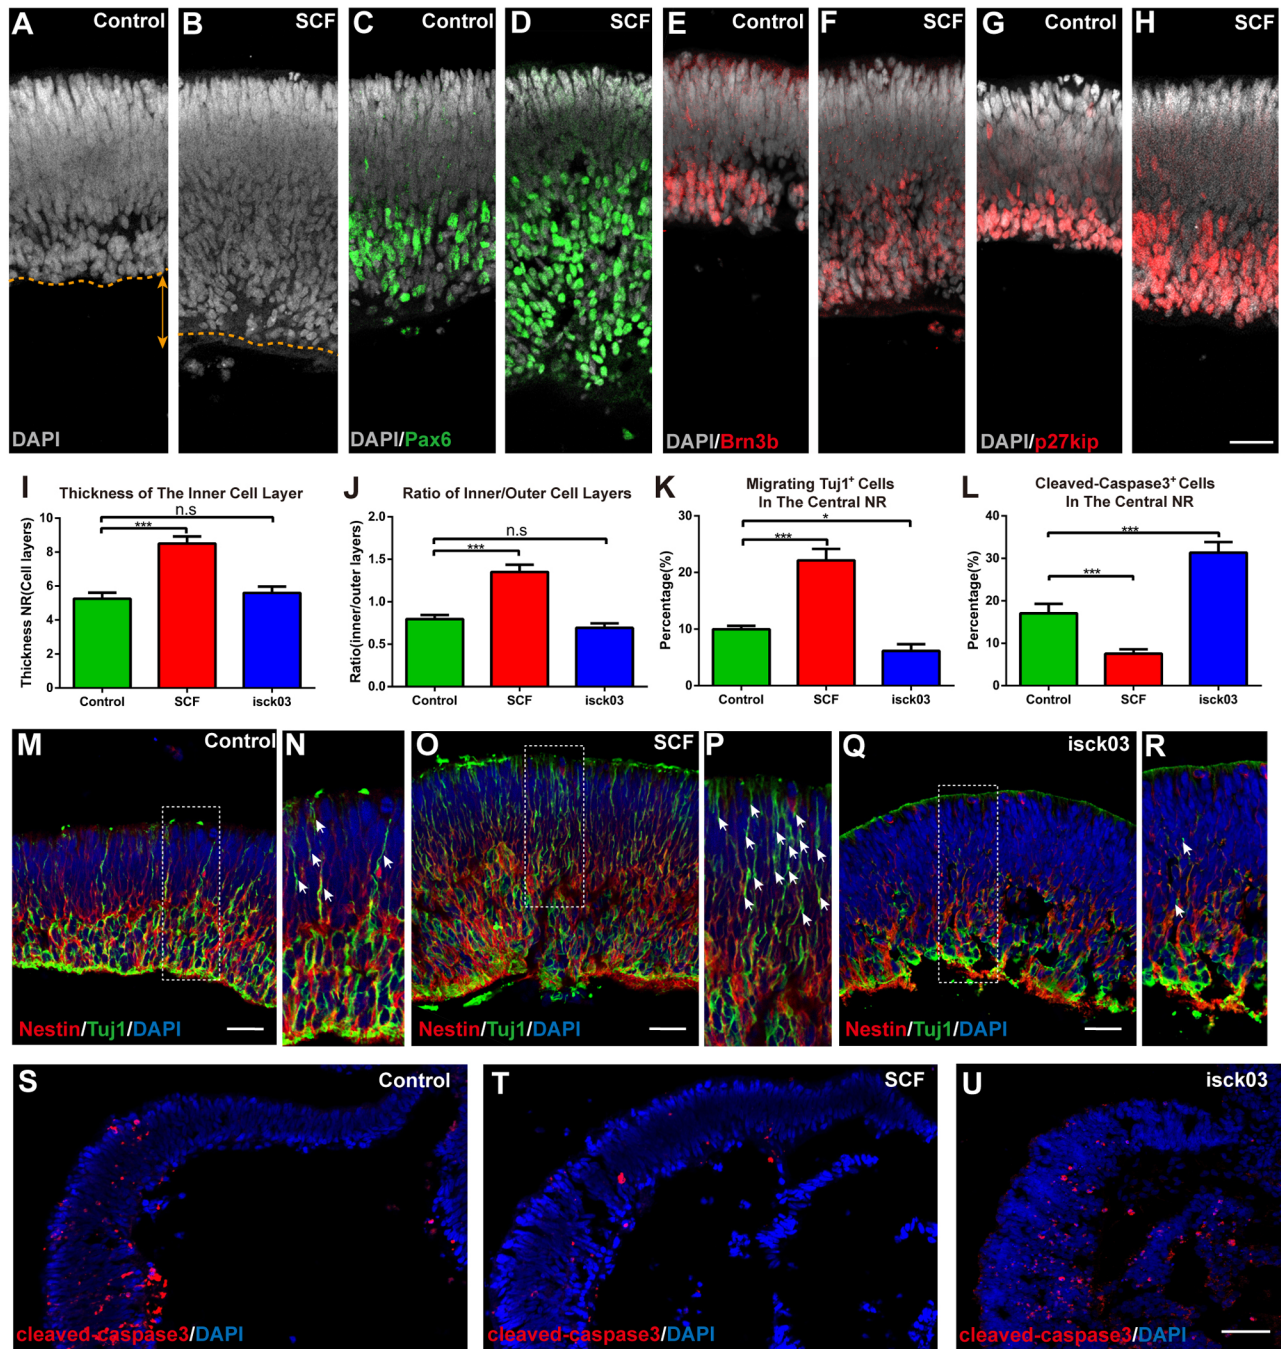 A Control
B SCF
C Control
D SCF
E Control
F SCF
G Control
H SCF
DAPI
DAPI/Pax6
DAPI/Brn3b
DAPI/p27kip
I Thickness of The Inner Cell Layer
Thickness NR(Cell layers)
10
8
6
4
2
0
n.s
***
Control
SCF
isck03
J Ratio of Inner/Outer Cell Layers
Ratio(inner/outer layers)
2.0
1.5
1.0
0.5
0.0
n.s
***
Control
SCF
isck03
K Migrating Tuj1+ Cells
In The Central NR
Percentage(%)
30
20
10
0
*
***
Control
SCF
isck03
L Cleaved-Caspase3+ Cells
In The Central NR
Percentage(%)
40
30
20
10
0
***
***
Control
SCF
isck03
M Control
N
O SCF
P
Q isck03
R
Nestin/Tuj1/DAPI
Nestin/Tuj1/DAPI
Nestin/Tuj1/DAPI
S Control
T SCF
U isck03
cleaved-caspase3/DAPI
cleaved-caspase3/DAPI
cleaved-caspase3/DAPI